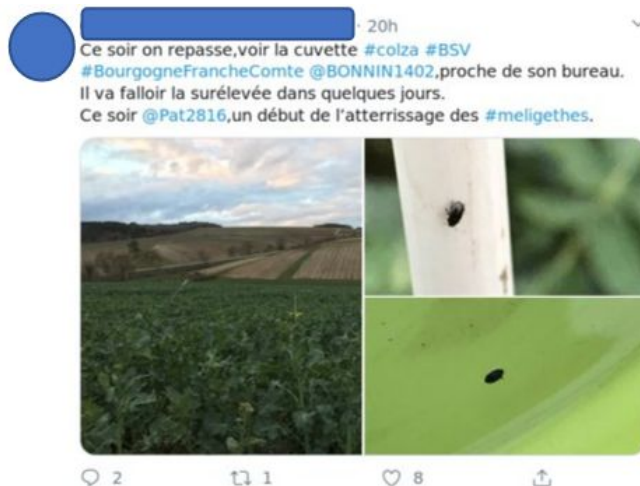 · 20h
Ce soir on repasse,voir la cuvette #colza #BSV
#BourgogneFrancheComte @BONNIN1402,proche de son bureau.
Il va falloir la surélevée dans quelques jours.
Ce soir @Pat2816,un début de l'atterrissage des #meligethes.
2 1 8